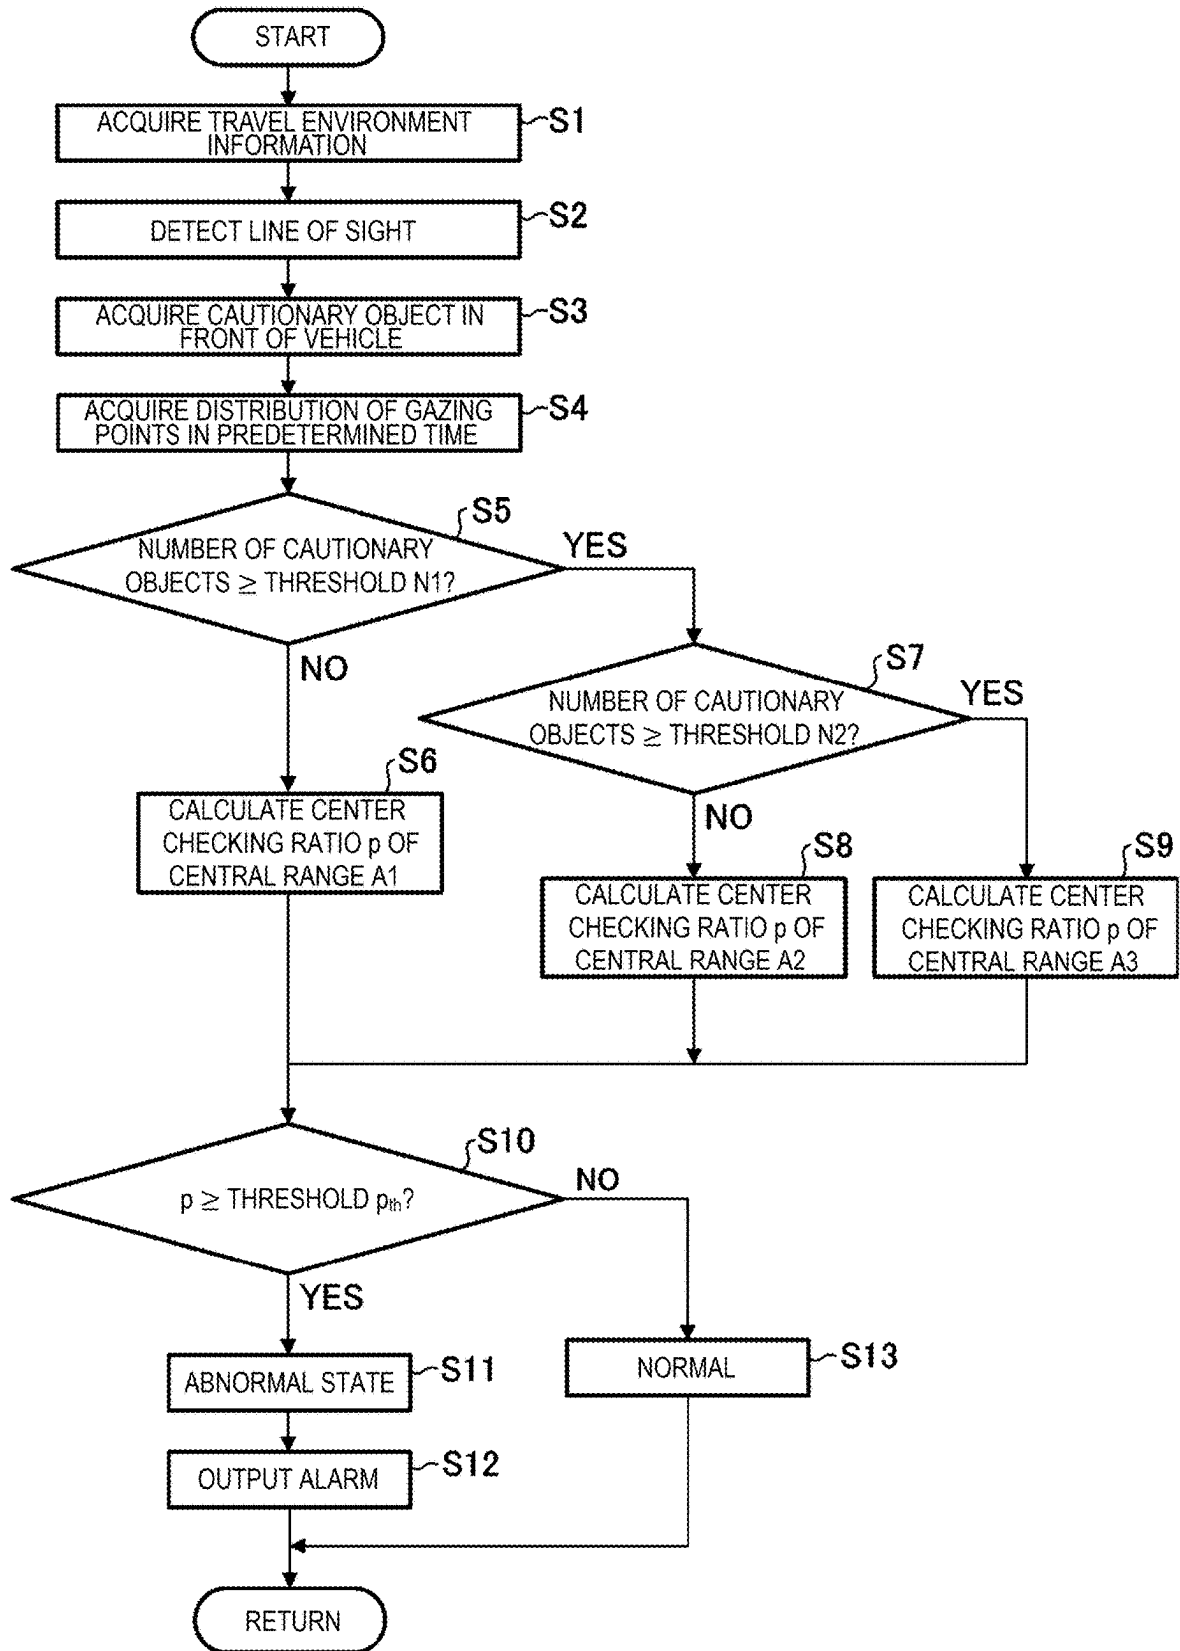 START
ACQUIRE TRAVEL ENVIRONMENT
INFORMATION
S1
DETECT LINE OF SIGHT
S2
ACQUIRE CAUTIONARY OBJECT IN
FRONT OF VEHICLE
S3
ACQUIRE DISTRIBUTION OF GAZING
POINTS IN PREDETERMINED TIME
S4
S5
NUMBER OF CAUTIONARY
OBJECTS ≥ THRESHOLD N1?
YES
NO
S7
NUMBER OF CAUTIONARY
OBJECTS ≥ THRESHOLD N2?
YES
NO
S6
CALCULATE CENTER
CHECKING RATIO p OF
CENTRAL RANGE A1
S8
CALCULATE CENTER
CHECKING RATIO p OF
CENTRAL RANGE A2
S9
CALCULATE CENTER
CHECKING RATIO p OF
CENTRAL RANGE A3
S10
p ≥ THRESHOLD pth?
NO
YES
ABNORMAL STATE
S11
NORMAL
S13
OUTPUT ALARM
S12
RETURN